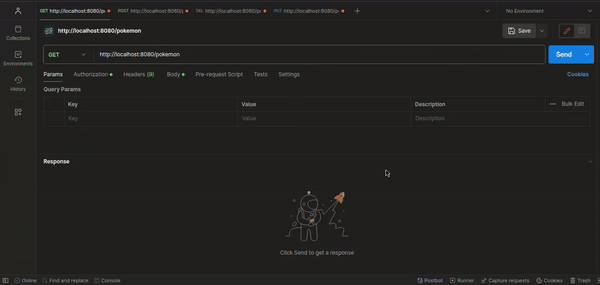 GET http://localhost:8080/p POST http://localhost:8080/ DEL http://localhost:8080/p PUT http://localhost:8080/p + No Environment
http://localhost:8080/pokemon Save
Collections
GET http://localhost:8080/pokemon Send
Environments
Params Authorization Headers (9) Body Pre-request Script Tests Settings Cookies
History
Query Params
Key Value Description Bulk Edit
Key Value Description
Response
Click Send to get a response
Online Find and replace Console Postbot Runner Capture requests Cookies Trash